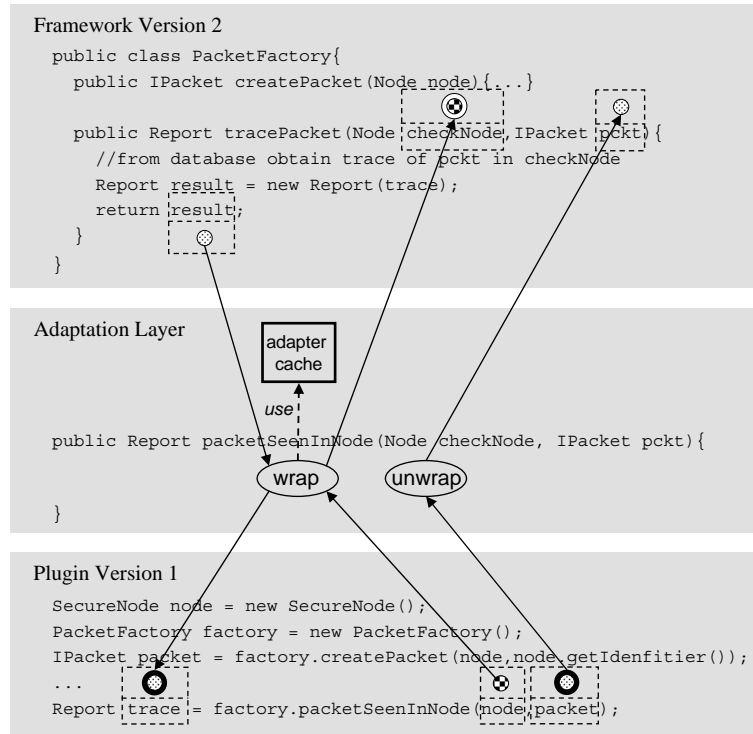 Framework Version 2
public class PacketFactory{
public IPacket createPacket(Node node){...}
public Report tracePacket(Node checkNode,IPacket pckt){
//from database obtain trace of pckt in checkNode
Report result = new Report(trace);
return result;
}
}
Adaptation Layer
adapter
cache
use
public Report packetSeenInNode(Node checkNode, IPacket pckt){
wrap
unwrap
}
Plugin Version 1
SecureNode node = new SecureNode();
PacketFactory factory = new PacketFactory();
IPacket packet = factory.createPacket(node,node.getIdenfitier());
...
Report trace = factory.packetSeenInNode(node,packet);